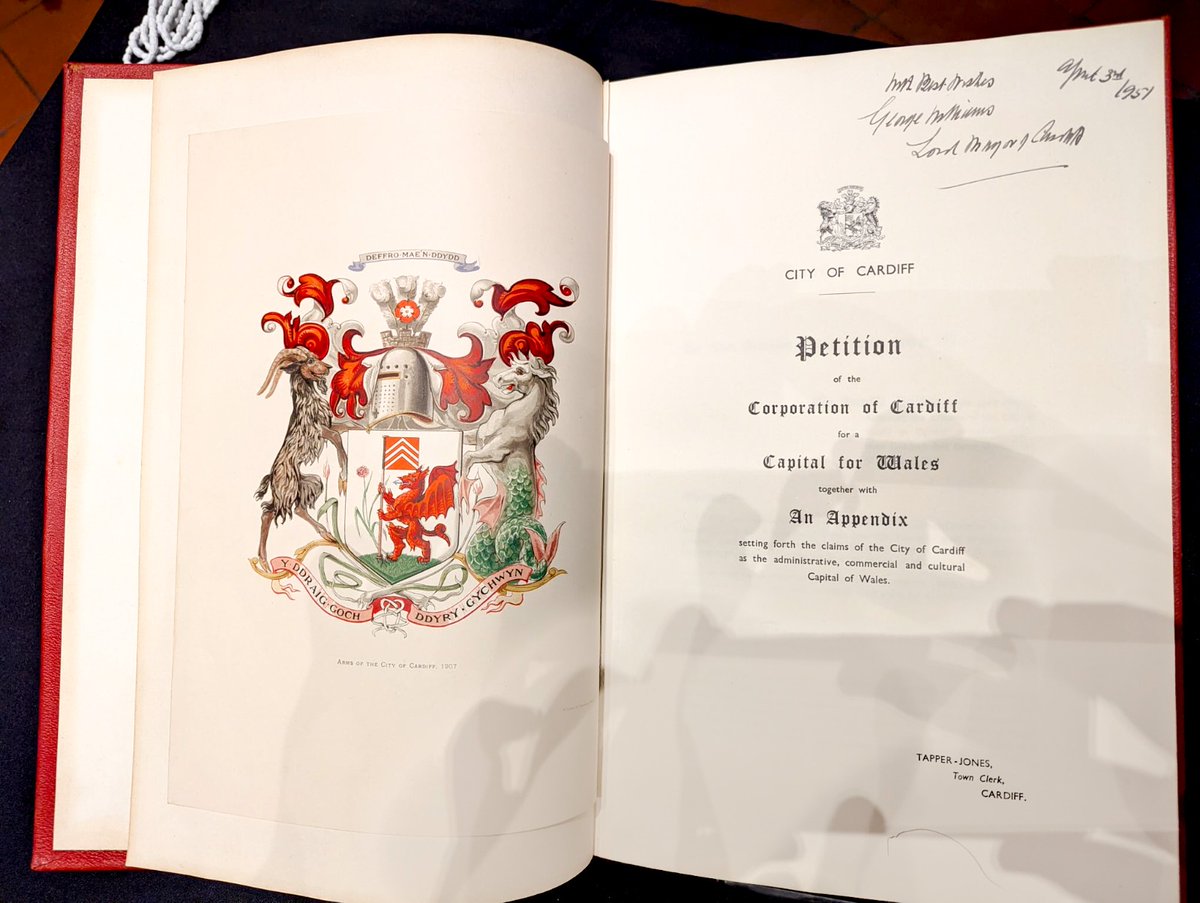 DEFFRO·MAE'N·DDYDD
Y·DDRAIG·GOCH DDYRY·GYCHWYN
ARMS OF THE CITY OF CARDIFF, 1907
With Best Wishes
George Williams
Lord Mayor of Cardiff
April 3rd
1951
CITY OF CARDIFF
Petition
of the
Corporation of Cardiff
for a
Capital for Wales
together with
An Appendix
setting forth the claims of the City of Cardiff
as the administrative, commercial and cultural
Capital of Wales.
TAPPER-JONES,
Town Clerk,
CARDIFF.